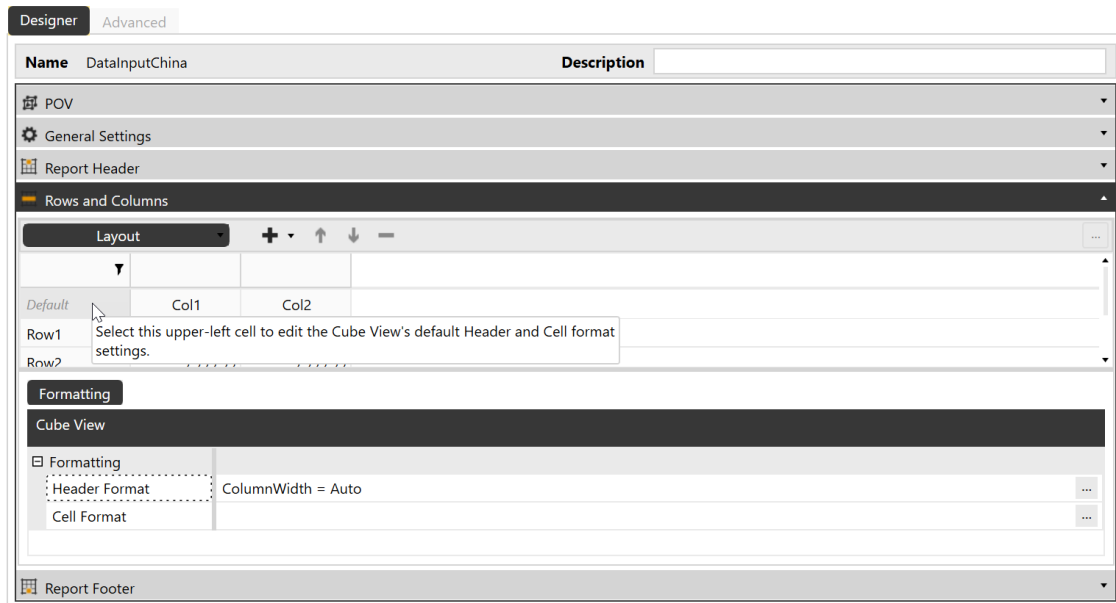 Designer Advanced
Name DataInputChina Description
POV
General Settings
Report Header
Rows and Columns
Layout
Default Col1 Col2
Row1
Select this upper-left cell to edit the Cube View's default Header and Cell format
settings.
Row2
Formatting
Cube View
Formatting
Header Format ColumnWidth = Auto ...
Cell Format ...
Report Footer